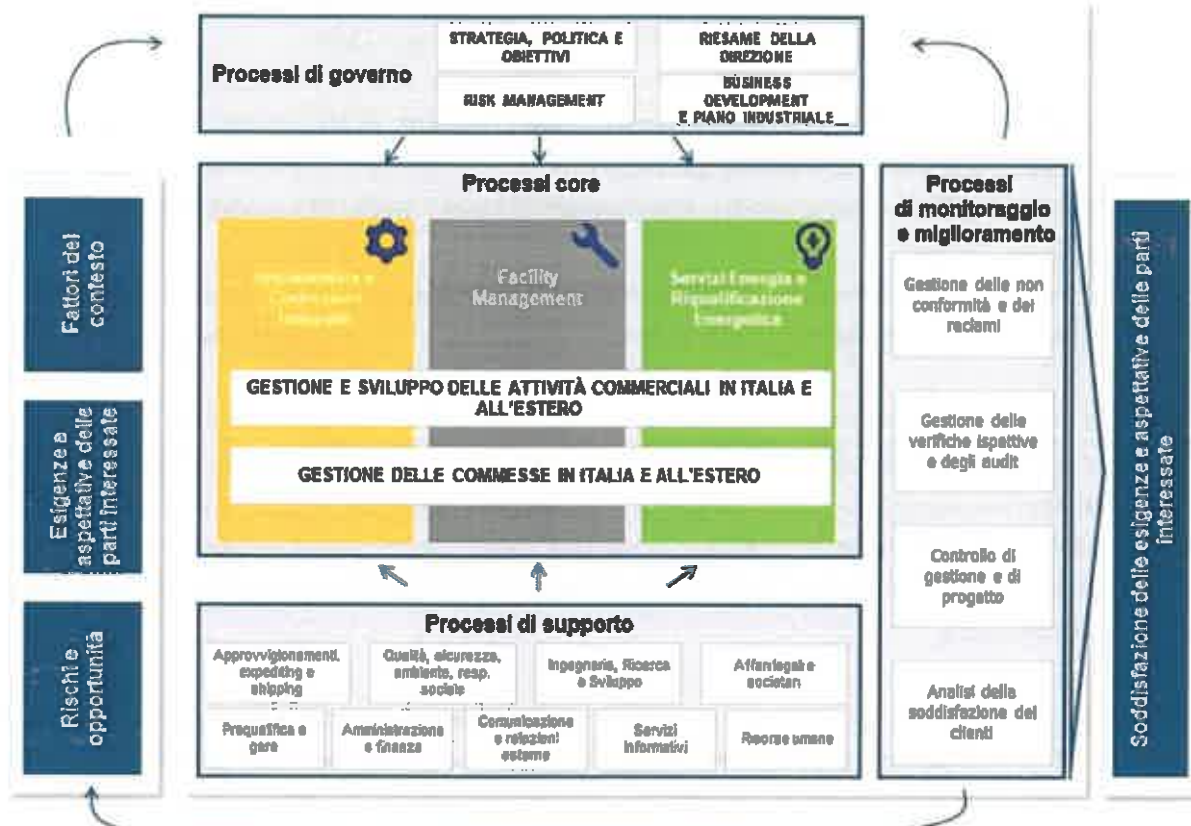 Processi di governo
STRATEGIA, POLITICA E
OBIETTIVI
RIESAME DELLA
DIREZIONE
RISK MANAGEMENT
BUSINESS
DEVELOPMENT
E PIANO INDUSTRIALE
Fattori del
contesto
Esigenze e
aspettative delle
parti interessate
Rischi e
opportunità
Processi core
Facility
Management
Servizi Energia e
Riqualificazione
Energetica
GESTIONE E SVILUPPO DELLE ATTIVITÀ COMMERCIALI IN ITALIA E
ALL'ESTERO
GESTIONE DELLE COMMESSE IN ITALIA E ALL'ESTERO
Processi di supporto
Approvvigionamenti,
expediting e
shipping
Qualità, sicurezza,
ambiente, resp.
sociale
Ingegneria, Ricerca
e Sviluppo
Affari legali e
societari
Prequalifica e
gare
Amministrazione
e finanza
Comunicazione
e relazioni
esterne
Servizi
Informativi
Risorse umane
Processi
di monitoraggio
e miglioramento
Gestione delle non
conformità e dei
reclami
Gestione delle
verifiche ispettive
e degli audit
Controllo di
gestione e di
progetto
Analisi della
soddisfazione dei
clienti
Soddisfazione delle esigenze e aspettative delle parti
interessate